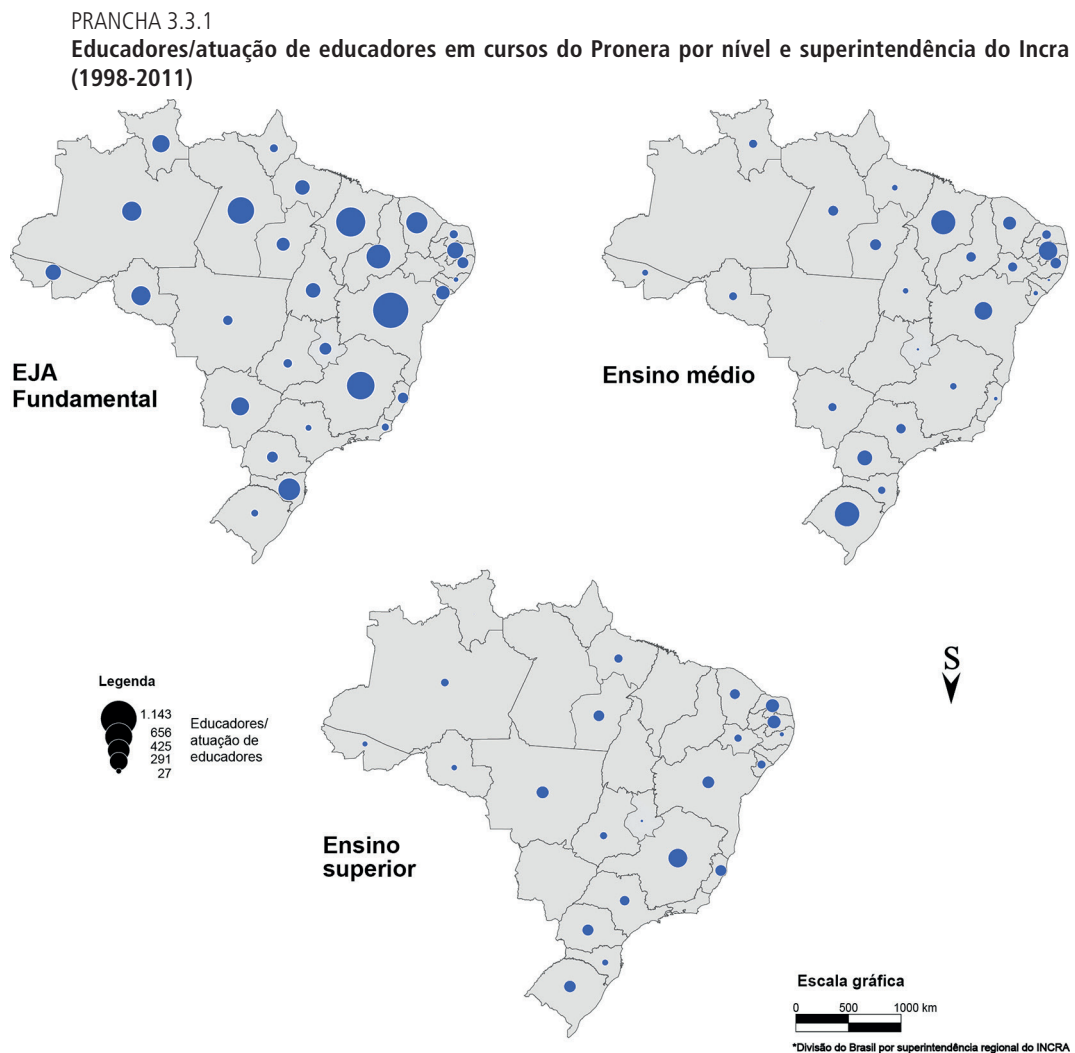 PRANCHA 3.3.1
Educadores/atuação de educadores em cursos do Pronera por nível e superintendência do Incra
(1998-2011)
EJA
Fundamental
Ensino médio
Legenda
1.143
656
425
291
27
Educadores/
atuação de
educadores
Ensino
superior
S
Escala gráfica
0 500 1000 km
*Divisão do Brasil por superintendência regional do INCRA